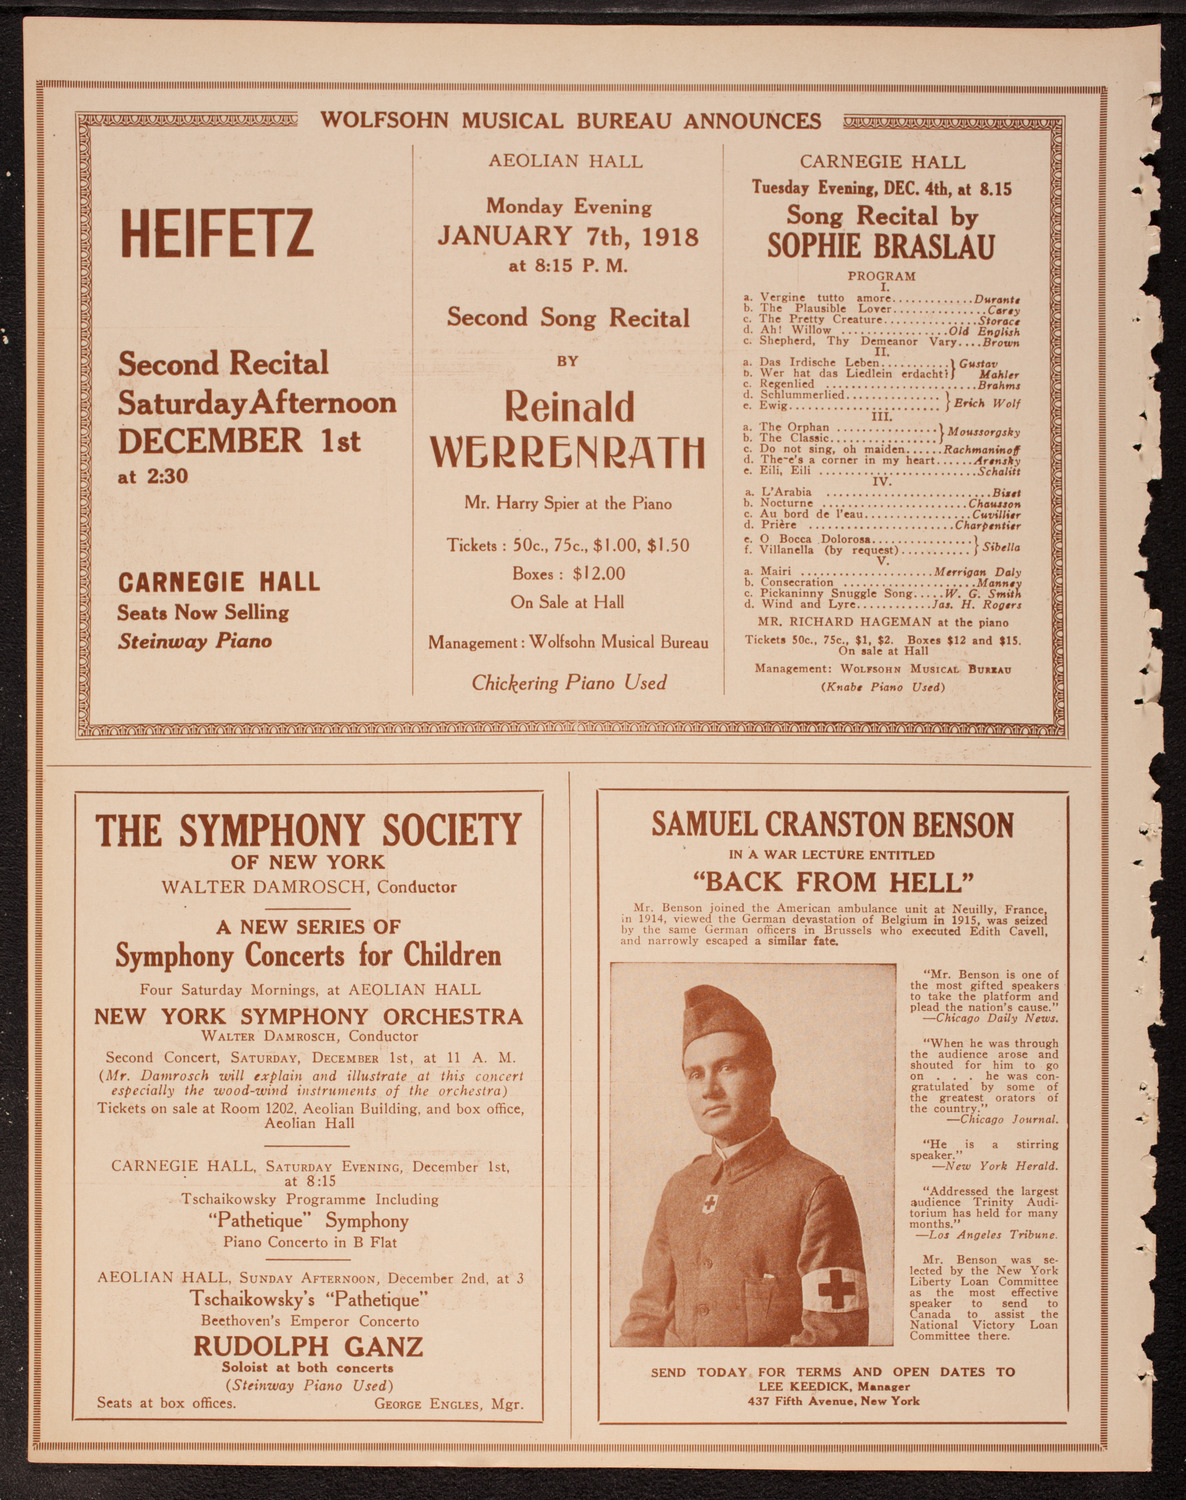 WOLFSOHN MUSICAL BUREAU ANNOUNCES
HEIFETZ
Second Recital
Saturday Afternoon
DECEMBER 1st
at 2:30
CARNEGIE HALL
Seats Now Selling
Steinway Piano
AEOLIAN HALL
Monday Evening
JANUARY 7th, 1918
at 8:15 P. M.
Second Song Recital
BY
Reinald
WERRENRATH
Mr. Harry Spier at the Piano
Tickets : 50c., 75c., $1.00, $1.50
Boxes : $12.00
On Sale at Hall
Management : Wolfsohn Musical Bureau
Chickering Piano Used
CARNEGIE HALL
Tuesday Evening, DEC. 4th, at 8.15
Song Recital by
SOPHIE BRASLAU
PROGRAM
I.
a. Vergine tutto amore.............Durante
b. The Plausible Lover..............Carey
c. The Pretty Creature..............Storace
d. Ah! Willow .................Old English
c. Shepherd, Thy Demeanor Vary....Brown
II.
a. Das Irdische Leben...........} Gustav
b. Wer hat das Liedlein erdacht?} Mahler
c. Regenlied ........................Brahms
d. Schlummerlied...............}
e. Ewig........................} Erich Wolf
III.
a. The Orphan ................}
b. The Classic.................} Moussorgsky
c. Do not sing, oh maiden......Rachmaninoff
d. There's a corner in my heart......Arensky
e. Eili, Eili .........................Schalitt
IV.
a. L'Arabia ..........................Bizet
b. Nocturne .......................Chausson
c. Au bord de l'eau.................Cuvillier
d. Prière .......................Charpentier
e. O Bocca Dolorosa................}
f. Villanella (by request)...........} Sibella
V.
a. Mairi .....................Merrigan Daly
b. Consecration .....................Manney
c. Pickaninny Snuggle Song.....W. G. Smith
d. Wind and Lyre............Jas. H. Rogers
MR. RICHARD HAGEMAN at the piano
Tickets 50c., 75c., $1, $2. Boxes $12 and $15.
On sale at Hall
Management: WOLFSOHN MUSICAL BUREAU
(Knabe Piano Used)
THE SYMPHONY SOCIETY
OF NEW YORK
WALTER DAMROSCH, Conductor
A NEW SERIES OF
Symphony Concerts for Children
Four Saturday Mornings, at AEOLIAN HALL
NEW YORK SYMPHONY ORCHESTRA
WALTER DAMROSCH, Conductor
Second Concert, SATURDAY, DECEMBER 1st, at 11 A. M.
(Mr. Damrosch will explain and illustrate at this concert
especially the wood-wind instruments of the orchestra)
Tickets on sale at Room 1202, Aeolian Building, and box office,
Aeolian Hall
CARNEGIE HALL, SATURDAY EVENING, December 1st,
at 8:15
Tschaikowsky Programme Including
"Pathetique" Symphony
Piano Concerto in B Flat
AEOLIAN HALL, SUNDAY AFTERNOON, December 2nd, at 3
Tschaikowsky's "Pathetique"
Beethoven's Emperor Concerto
RUDOLPH GANZ
Soloist at both concerts
(Steinway Piano Used)
Seats at box offices. GEORGE ENGLES, Mgr.
SAMUEL CRANSTON BENSON
IN A WAR LECTURE ENTITLED
"BACK FROM HELL"
Mr. Benson joined the American ambulance unit at Neuilly, France,
in 1914, viewed the German devastation of Belgium in 1915, was seized
by the same German officers in Brussels who executed Edith Cavell,
and narrowly escaped a similar fate.
"Mr. Benson is one of
the most gifted speakers
to take the platform and
plead the nation's cause."
—Chicago Daily News.
"When he was through
the audience arose and
shouted for him to go
on . . . he was con-
gratulated by some of
the greatest orators of
the country."
—Chicago Journal.
"He is a stirring
speaker."
—New York Herald.
"Addressed the largest
audience Trinity Audi-
torium has held for many
months."
—Los Angeles Tribune.
Mr. Benson was se-
lected by the New York
Liberty Loan Committee
as the most effective
speaker to send to
Canada to assist the
National Victory Loan
Committee there.
SEND TODAY FOR TERMS AND OPEN DATES TO
LEE KEEDICK, Manager
437 Fifth Avenue, New York